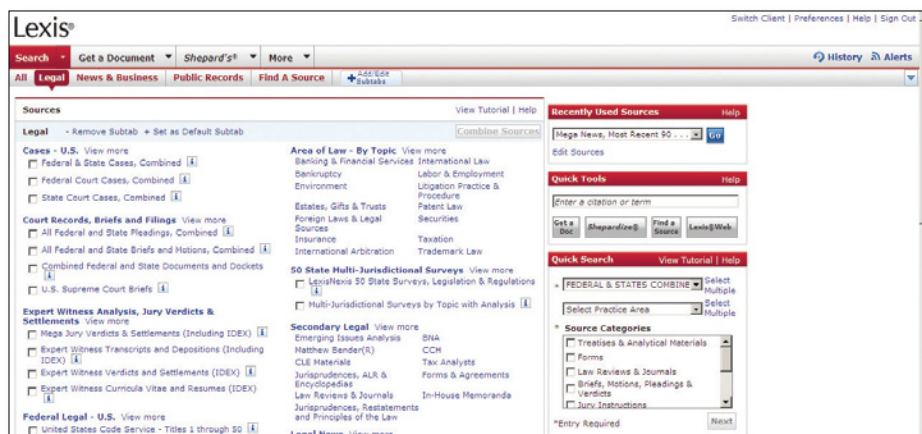 Lexis®
Switch Client | Preferences | Help | Sign Out
Search Get a Document Shepard's® More
History Alerts
All Legal News & Business Public Records Find A Source Add/Edit Subtabs
Sources View Tutorial | Help
Legal - Remove Subtab + Set as Default Subtab Combine Sources
Cases - U.S. View more
Federal & State Cases, Combined
Federal Court Cases, Combined
State Court Cases, Combined
Court Records, Briefs and Filings View more
All Federal and State Pleadings, Combined
All Federal and State Briefs and Motions, Combined
Combined Federal and State Documents and Dockets
U.S. Supreme Court Briefs
Expert Witness Analysis, Jury Verdicts &
Settlements View more
Mega Jury Verdicts & Settlements (Including IDEX)
Expert Witness Transcripts and Depositions (Including
IDEX)
Expert Witness Verdicts and Settlements (IDEX)
Expert Witness Curricula Vitae and Resumes (IDEX)
Federal Legal - U.S. View more
United States Code Service - Titles 1 through 50
Area of Law - By Topic View more
Banking & Financial Services International Law
Bankruptcy Labor & Employment
Environment Litigation Practice &
Procedure
Estates, Gifts & Trusts Patent Law
Foreign Laws & Legal Securities
Sources
Insurance Taxation
International Arbitration Trademark Law
50 State Multi-Jurisdictional Surveys View more
LexisNexis 50 State Surveys, Legislation & Regulations
Multi-Jurisdictional Surveys by Topic with Analysis
Secondary Legal View more
Emerging Issues Analysis BNA
Matthew Bender(R) CCH
CLE Materials Tax Analysts
Jurisprudences, ALR & Forms & Agreements
Encyclopedias
Law Reviews & Journals In-House Memoranda
Jurisprudences, Restatements
and Principles of the Law
Legal News View more
Recently Used Sources Help
Mega News, Most Recent 90 . . . Go
Edit Sources
Quick Tools Help
Enter a citation or term
Get a Doc Shepardize® Find a Source Lexis®Web
Quick Search View Tutorial | Help
* FEDERAL & STATES COMBINE Select Multiple
Select Practice Area Select Multiple
* Source Categories
Treatises & Analytical Materials
Forms
Law Reviews & Journals
Briefs, Motions, Pleadings &
Verdicts
Jury Instructions
*Entry Required Next